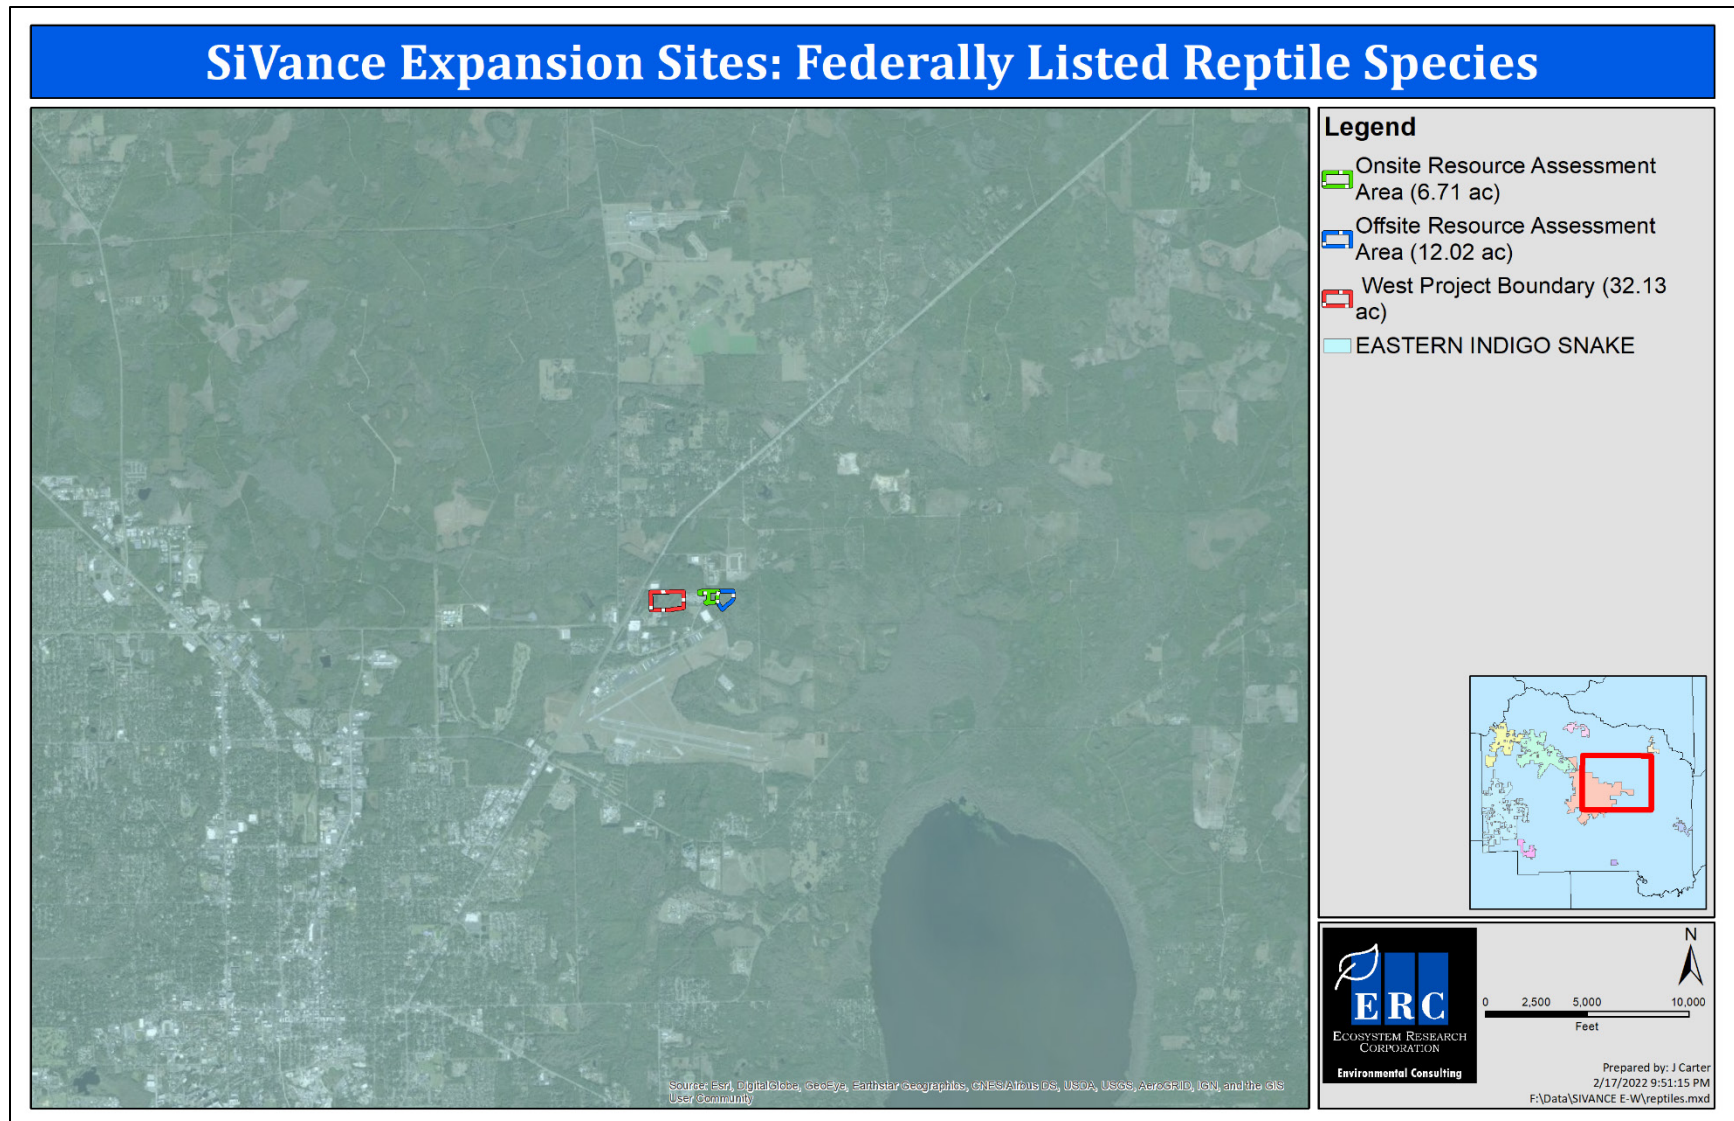 SiVance Expansion Sites: Federally Listed Reptile Species
Legend
Onsite Resource Assessment
Area (6.71 ac)
Offsite Resource Assessment
Area (12.02 ac)
West Project Boundary (32.13
ac)
EASTERN INDIGO SNAKE
ERC
ECOSYSTEM RESEARCH
CORPORATION
Environmental Consulting
N
0 2,500 5,000 10,000
Feet
Prepared by: J Carter
2/17/2022 9:51:15 PM
F:\Data\SIVANCE E-W\reptiles.mxd
Source: Esri, DigitalGlobe, GeoEye, Earthstar Geographics, CNES/Airbus DS, USDA, USGS, AeroGRID, IGN, and the GIS
User Community